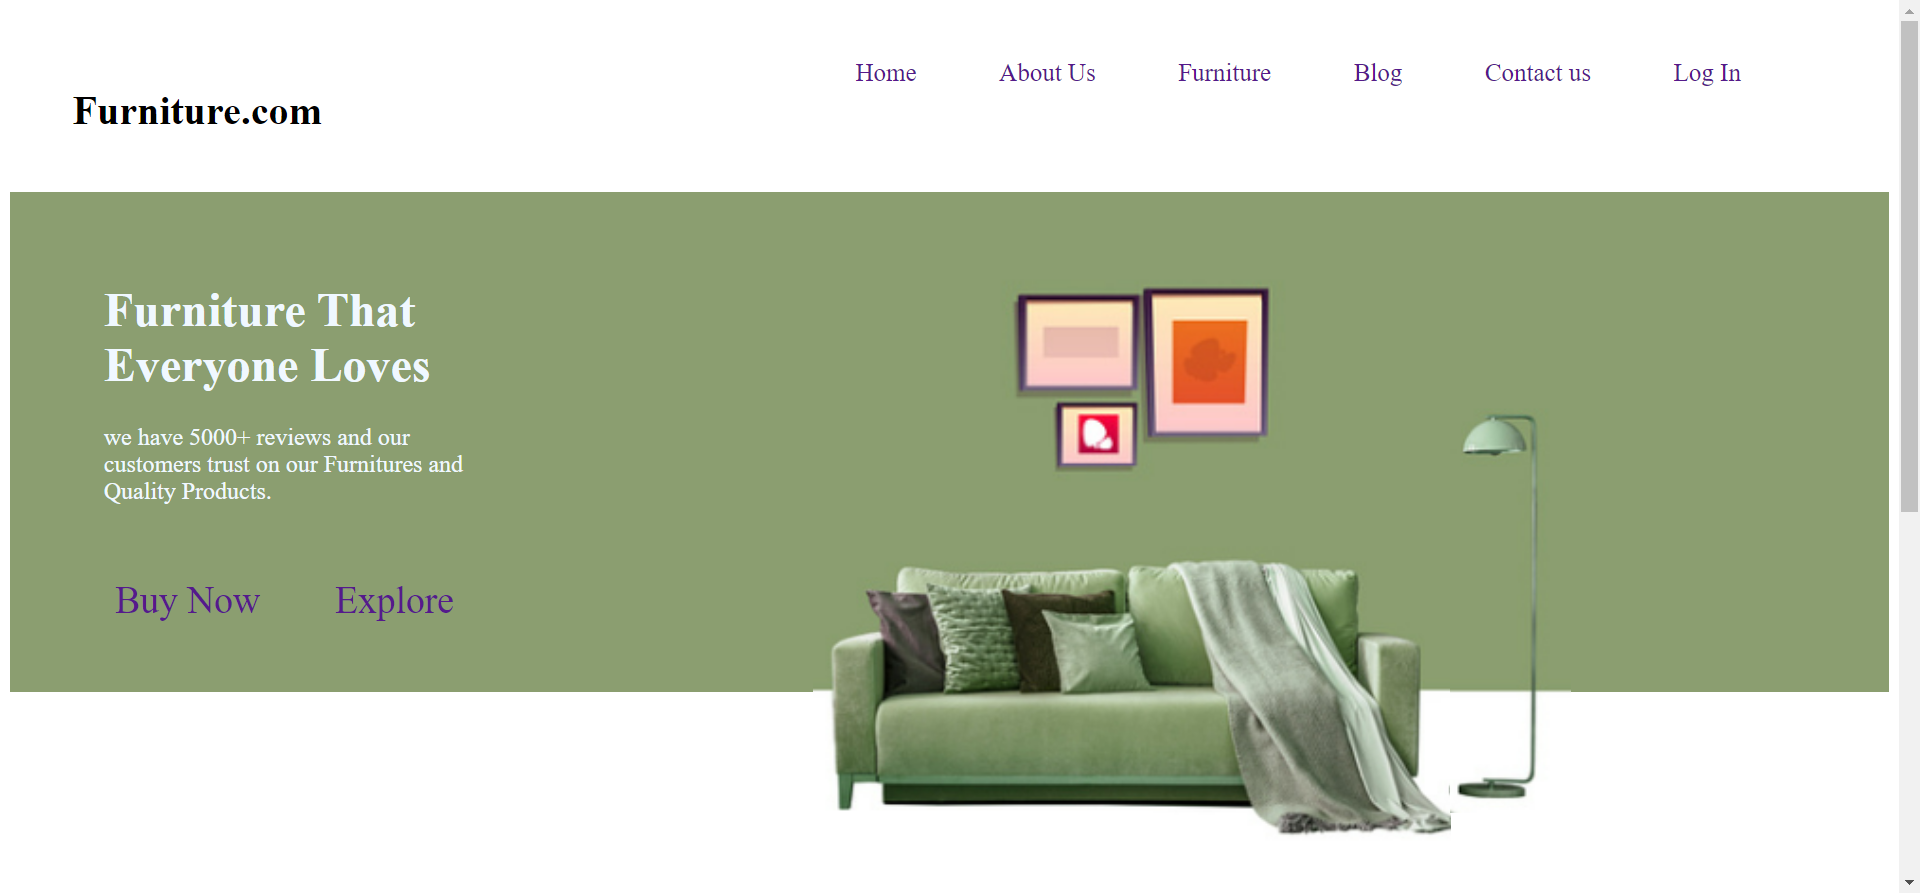 Home About Us Furniture Blog Contact us Log In
Furniture.com
Furniture That
Everyone Loves
we have 5000+ reviews and our
customers trust on our Furnitures and
Quality Products.
Buy Now Explore